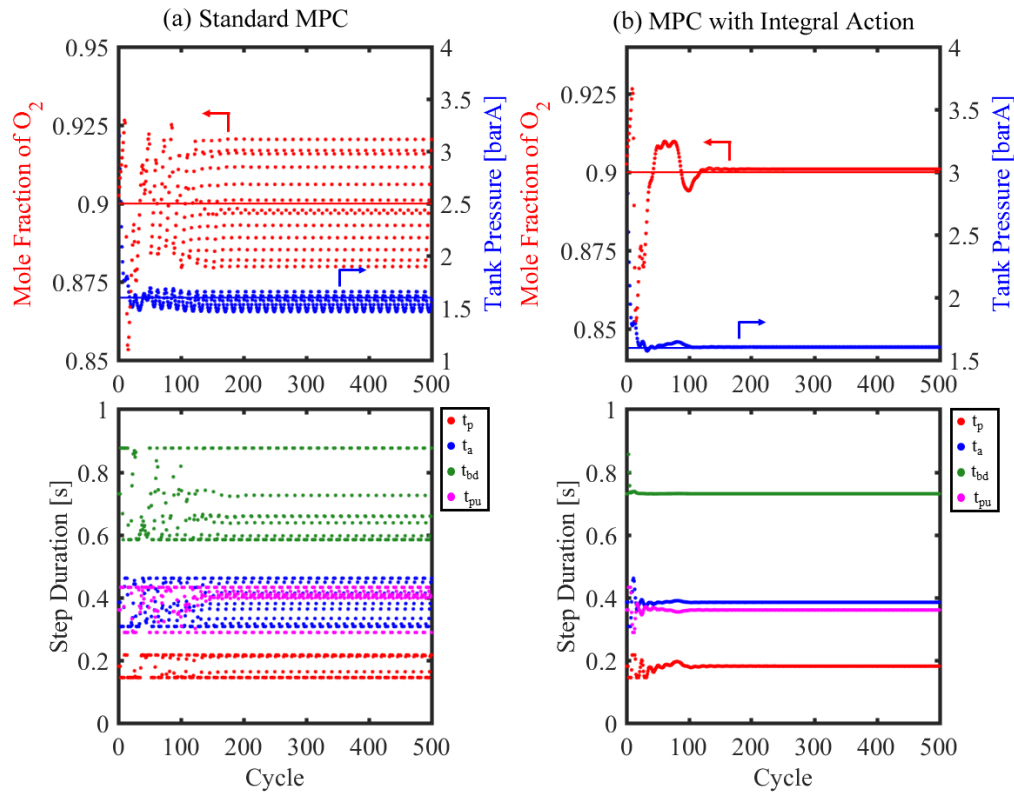 (a) Standard MPC
(b) MPC with Integral Action
Mole Fraction of O2
0.95
0.925
0.9
0.875
0.85
4
3.5
3
2.5
2
1.5
1
Tank Pressure [barA]
0 100 200 300 400 500
Mole Fraction of O2
0.925
0.9
0.875
0.85
4
3.5
3
2.5
2
1.5
Tank Pressure [barA]
0 100 200 300 400 500
Step Duration [s]
1
0.8
0.6
0.4
0.2
0
tp
ta
tbd
tpu
0 100 200 300 400 500
Cycle
Step Duration [s]
1
0.8
0.6
0.4
0.2
0
tp
ta
tbd
tpu
0 100 200 300 400 500
Cycle